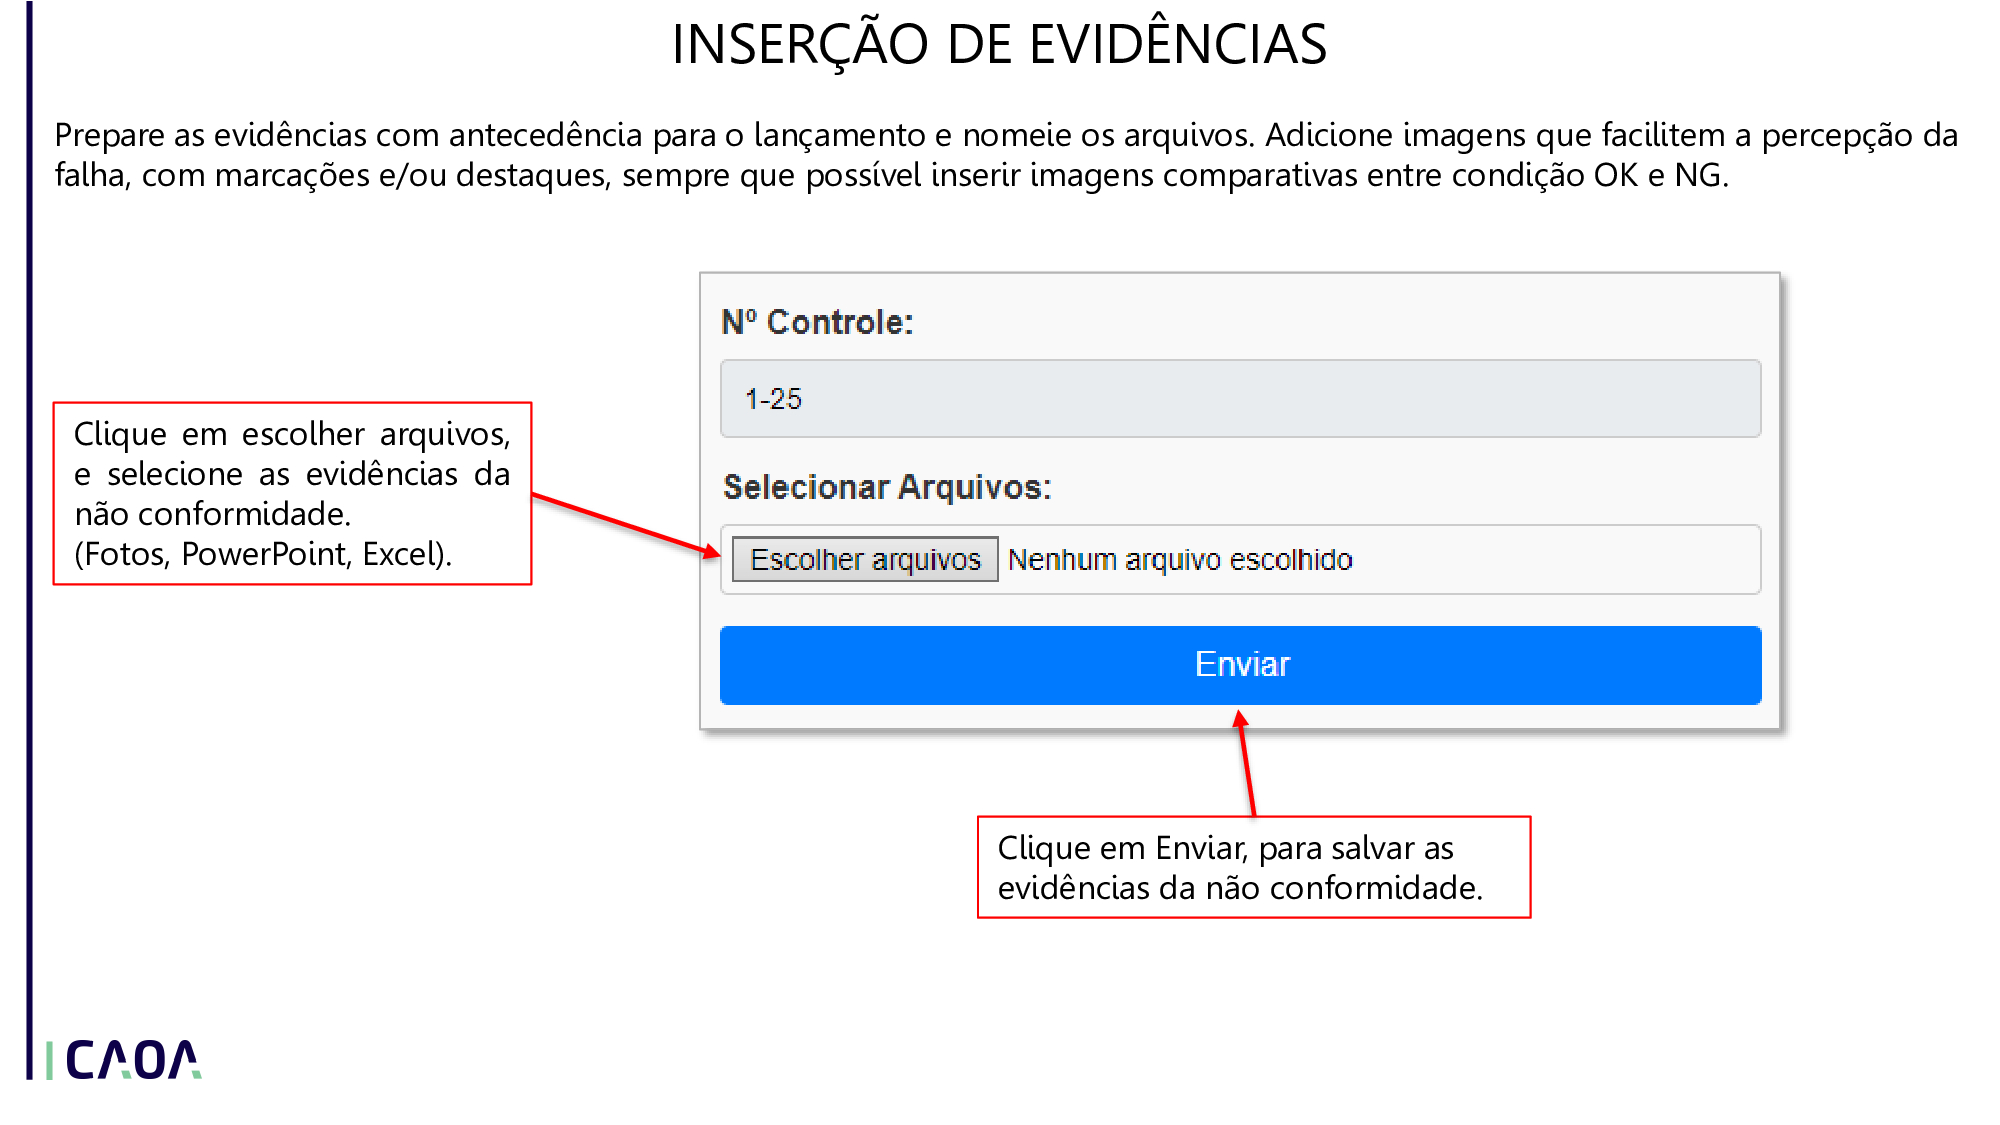 INSERÇÃO DE EVIDÊNCIAS
Prepare as evidências com antecedência para o lançamento e nomeie os arquivos. Adicione imagens que facilitem a percepção da
falha, com marcações e/ou destaques, sempre que possível inserir imagens comparativas entre condição OK e NG.
Nº Controle:
1-25
Clique em escolher arquivos,
e selecione as evidências da
não conformidade.
(Fotos, PowerPoint, Excel).
Selecionar Arquivos:
Escolher arquivos Nenhum arquivo escolhido
Enviar
Clique em Enviar, para salvar as
evidências da não conformidade.
CAOA